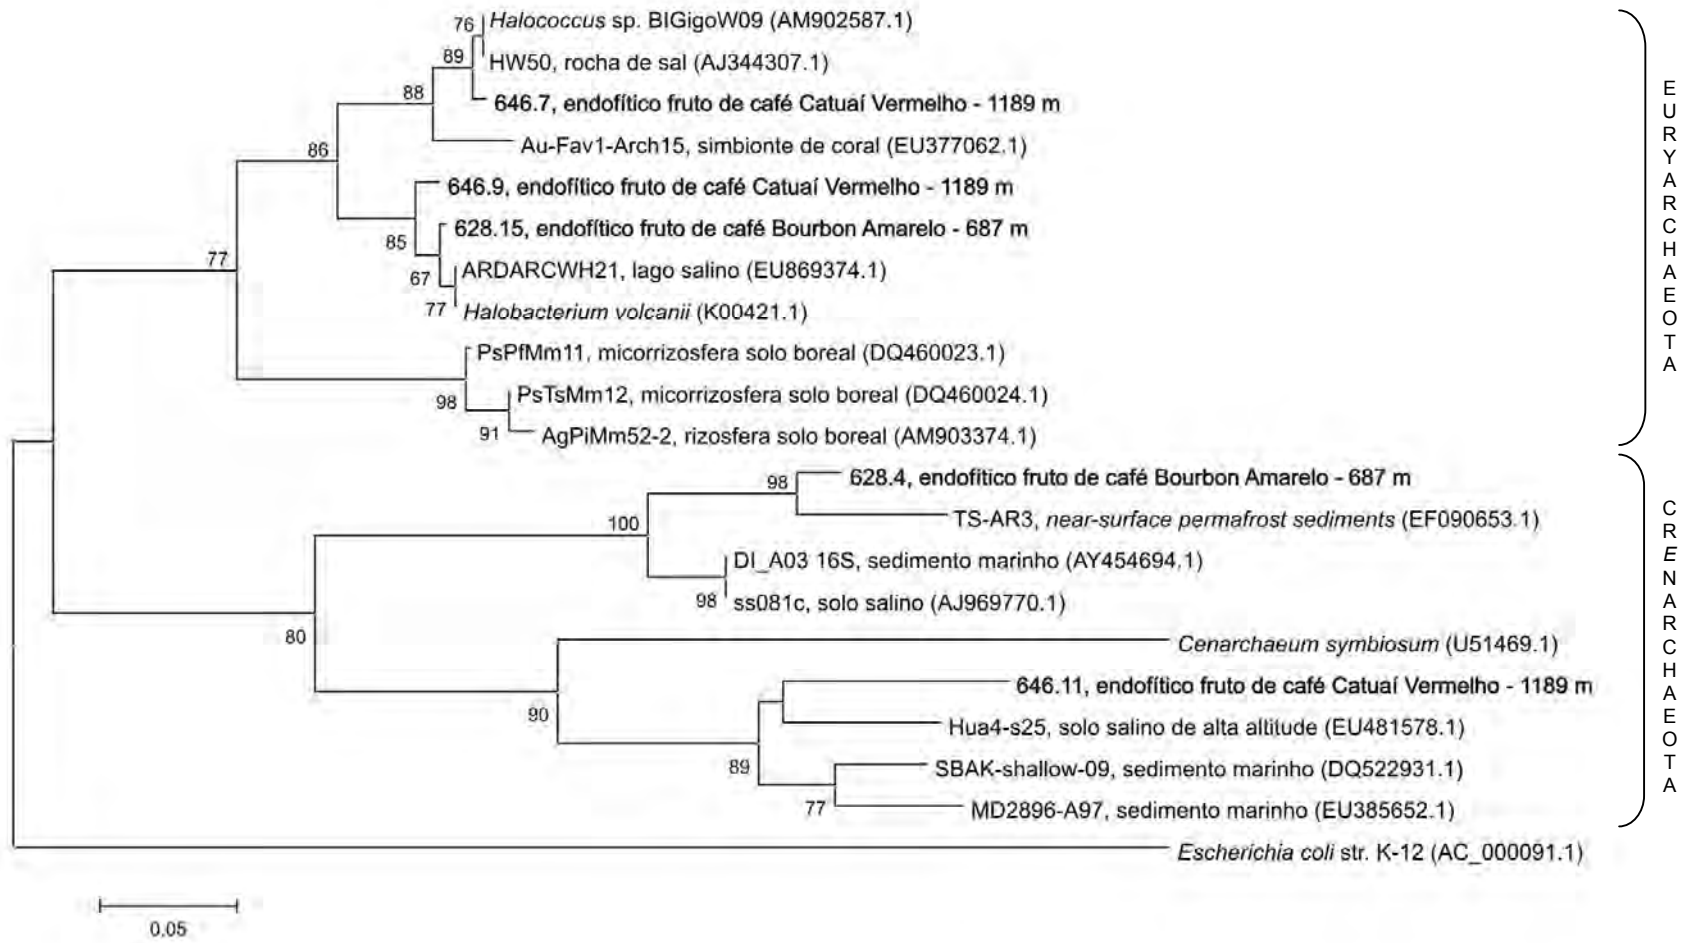 76
Halococcus sp. BIGigoW09 (AM902587.1)
89
HW50, rocha de sal (AJ344307.1)
88
646.7, endofítico fruto de café Catuaí Vermelho - 1189 m
86
Au-Fav1-Arch15, simbionte de coral (EU377062.1)
646.9, endofítico fruto de café Catuaí Vermelho - 1189 m
85
628.15, endofítico fruto de café Bourbon Amarelo - 687 m
77
67
ARDARCWH21, lago salino (EU869374.1)
77
Halobacterium volcanii (K00421.1)
PsPfMm11, micorrizosfera solo boreal (DQ460023.1)
98
PsTsMm12, micorrizosfera solo boreal (DQ460024.1)
91
AgPiMm52-2, rizosfera solo boreal (AM903374.1)
98
628.4, endofítico fruto de café Bourbon Amarelo - 687 m
100
TS-AR3, near-surface permafrost sediments (EF090653.1)
DI_A03 16S, sedimento marinho (AY454694.1)
98
ss081c, solo salino (AJ969770.1)
80
Cenarchaeum symbiosum (U51469.1)
646.11, endofítico fruto de café Catuaí Vermelho - 1189 m
90
Hua4-s25, solo salino de alta altitude (EU481578.1)
89
SBAK-shallow-09, sedimento marinho (DQ522931.1)
77
MD2896-A97, sedimento marinho (EU385652.1)
Escherichia coli str. K-12 (AC_000091.1)
0.05
EURYARCHAEOTA
CRENARCHAEOTA